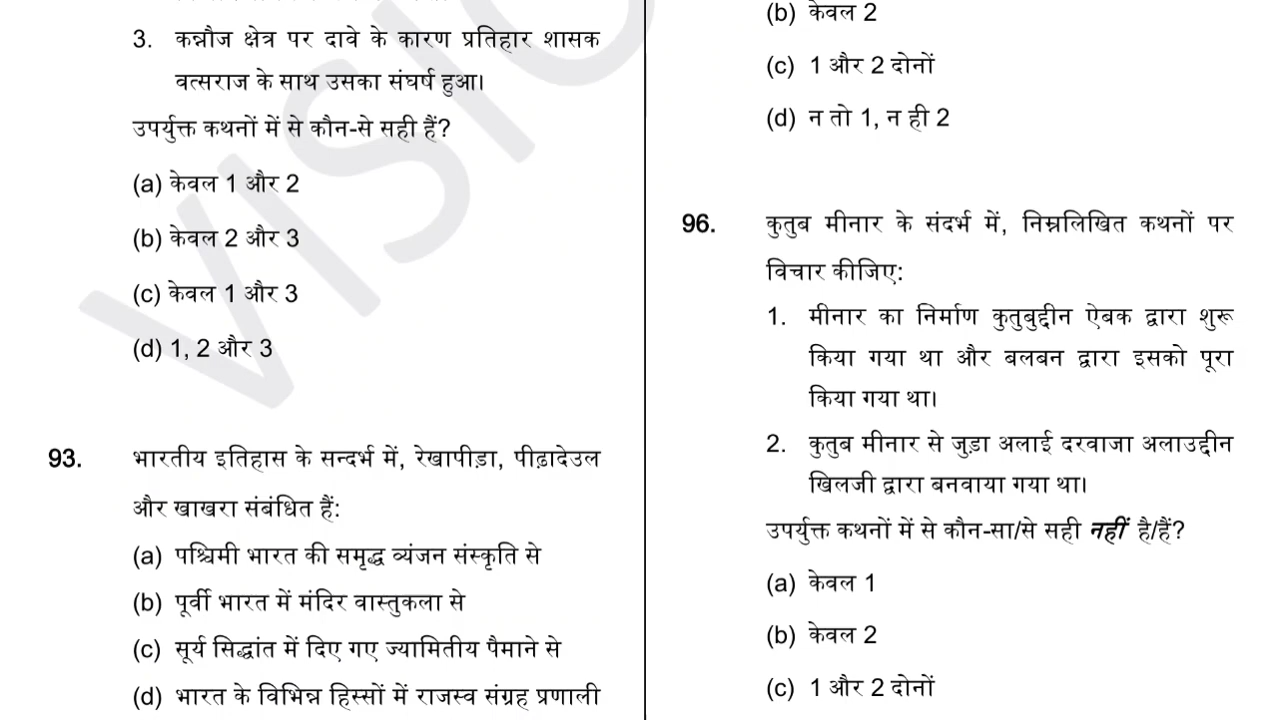 3. कन्नौज क्षेत्र पर दावे के कारण प्रतिहार शासक
वत्सराज के साथ उसका संघर्ष हुआ।
उपर्युक्त कथनों में से कौन-से सही हैं?
(a) केवल 1 और 2
(b) केवल 2 और 3
(c) केवल 1 और 3
(d) 1, 2 और 3
93. भारतीय इतिहास के सन्दर्भ में, रेखापीड़ा, पीढ़ादेउल
और खाखरा संबंधित हैं:
(a) पश्चिमी भारत की समृद्ध व्यंजन संस्कृति से
(b) पूर्वी भारत में मंदिर वास्तुकला से
(c) सूर्य सिद्धांत में दिए गए ज्यामितीय पैमाने से
(d) भारत के विभिन्न हिस्सों में राजस्व संग्रह प्रणाली
(b) केवल 2
(c) 1 और 2 दोनों
(d) न तो 1, न ही 2
96. कुतुब मीनार के संदर्भ में, निम्नलिखित कथनों पर
विचार कीजिए:
1. मीनार का निर्माण कुतुबुद्दीन ऐबक द्वारा शुरू
किया गया था और बलबन द्वारा इसको पूरा
किया गया था।
2. कुतुब मीनार से जुड़ा अलाई दरवाजा अलाउद्दीन
खिलजी द्वारा बनवाया गया था।
उपर्युक्त कथनों में से कौन-सा/से सही नहीं है/हैं?
(a) केवल 1
(b) केवल 2
(c) 1 और 2 दोनों